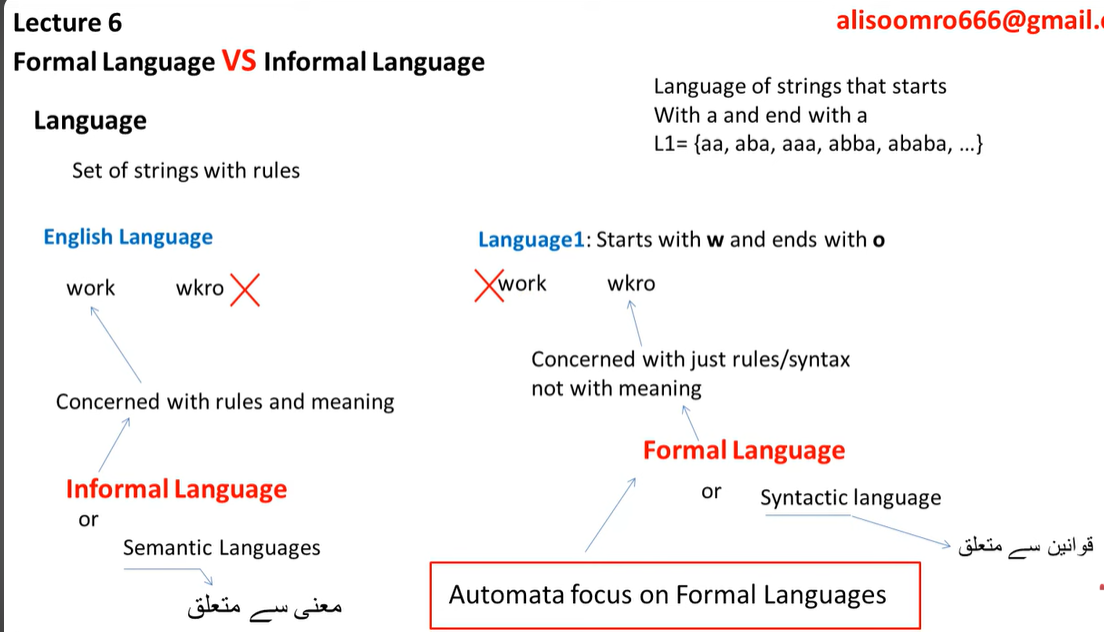 Lecture 6
alisoomro666@gmail.
Formal Language VS Informal Language
Language of strings that starts
With a and end with a
L1= {aa, aba, aaa, abba, ababa, ...}
Language
Set of strings with rules
English Language
work wkro
Concerned with rules and meaning
Informal Language
or
Semantic Languages
معنی سے متعلق
Language1: Starts with w and ends with o
work wkro
Concerned with just rules/syntax
not with meaning
Formal Language
or Syntactic language
قوانین سے متعلق
Automata focus on Formal Languages